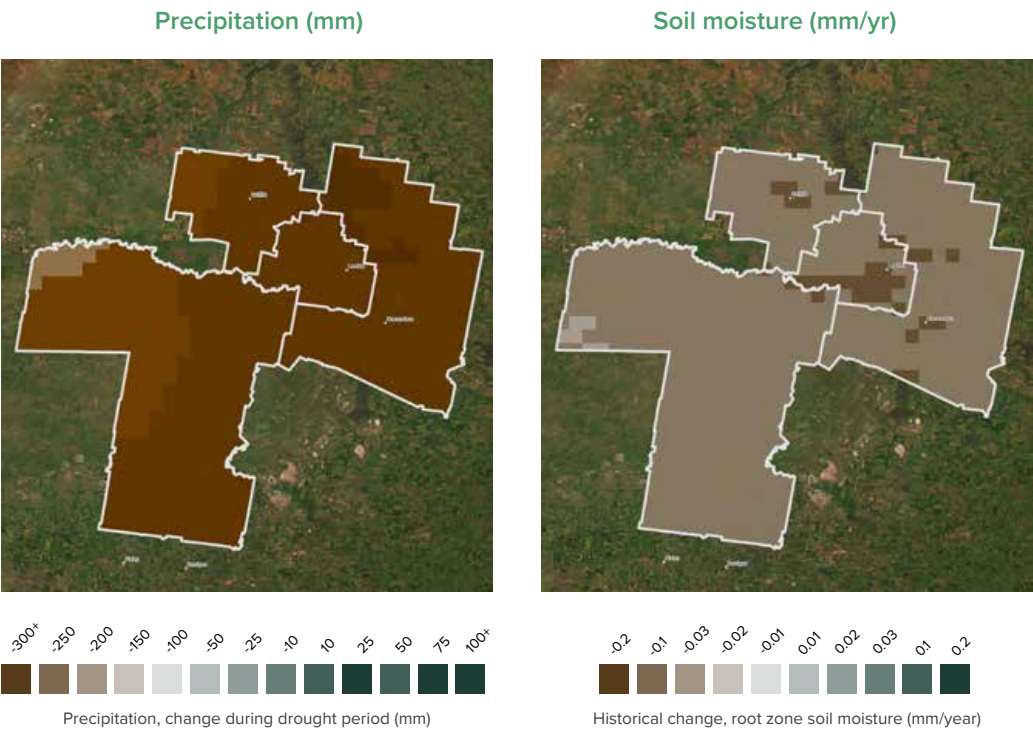 Precipitation (mm)
Soil moisture (mm/yr)
-300+ -250 -200 -150 -100 -50 -25 -10 10 25 50 75 100+
-0.2 -0.1 -0.03 -0.02 -0.01 0.01 0.02 0.03 0.1 0.2
Precipitation, change during drought period (mm)
Historical change, root zone soil moisture (mm/year)